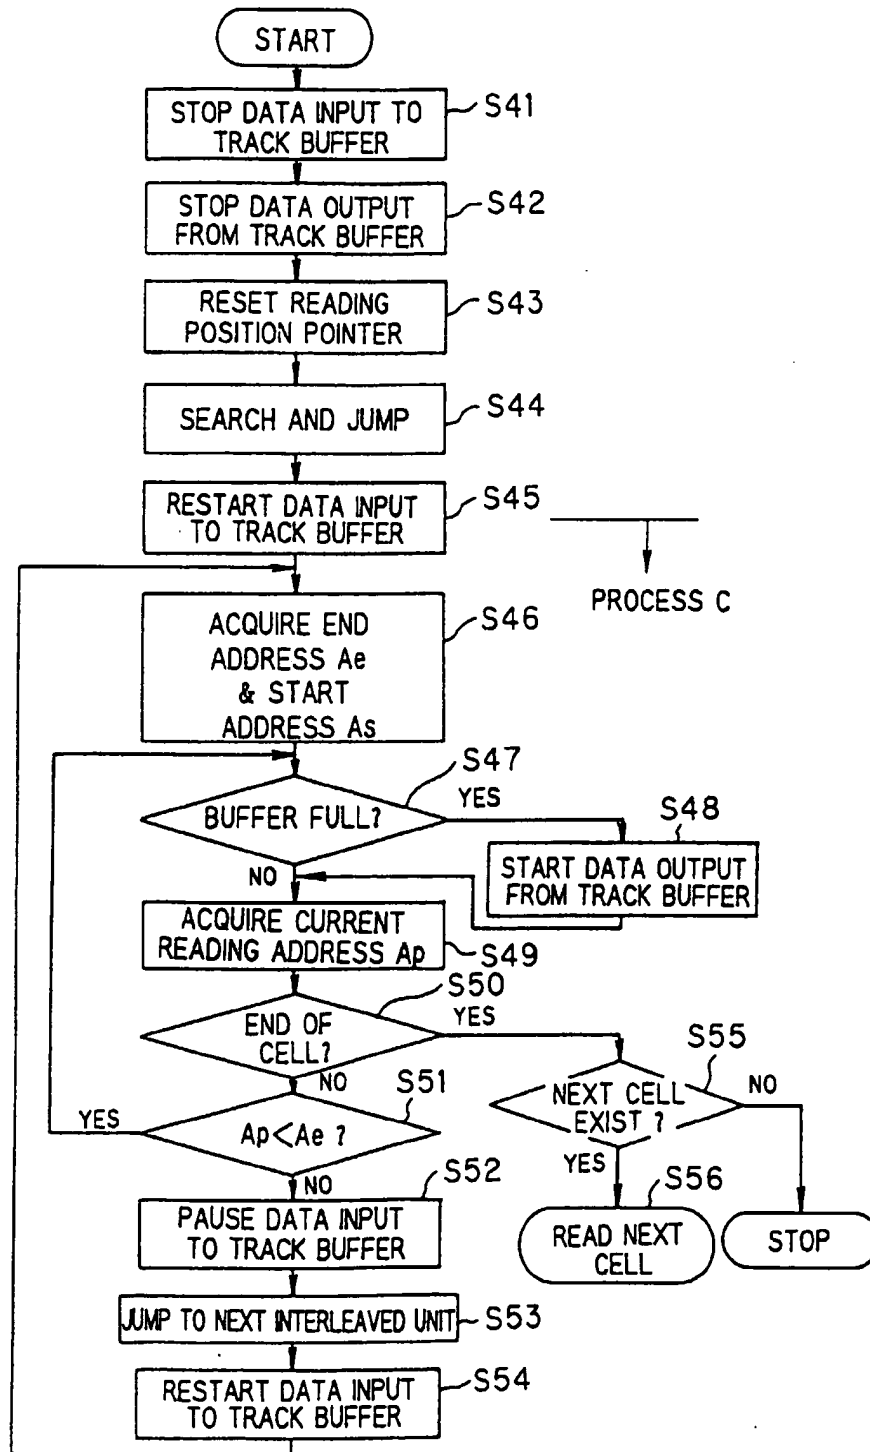 START
STOP DATA INPUT TO
TRACK BUFFER
S41
STOP DATA OUTPUT
FROM TRACK BUFFER
S42
RESET READING
POSITION POINTER
S43
SEARCH AND JUMP
S44
RESTART DATA INPUT
TO TRACK BUFFER
S45
PROCESS C
ACQUIRE END
ADDRESS Ae
& START
ADDRESS As
S46
BUFFER FULL?
S47
YES
NO
S48
START DATA OUTPUT
FROM TRACK BUFFER
ACQUIRE CURRENT
READING ADDRESS Ap
S49
END OF
CELL?
S50
YES
NO
Ap<Ae ?
S51
YES
NO
NEXT CELL
EXIST ?
S55
NO
YES
S56
READ NEXT
CELL
STOP
PAUSE DATA INPUT
TO TRACK BUFFER
S52
JUMP TO NEXT INTERLEAVED UNIT
S53
RESTART DATA INPUT
TO TRACK BUFFER
S54